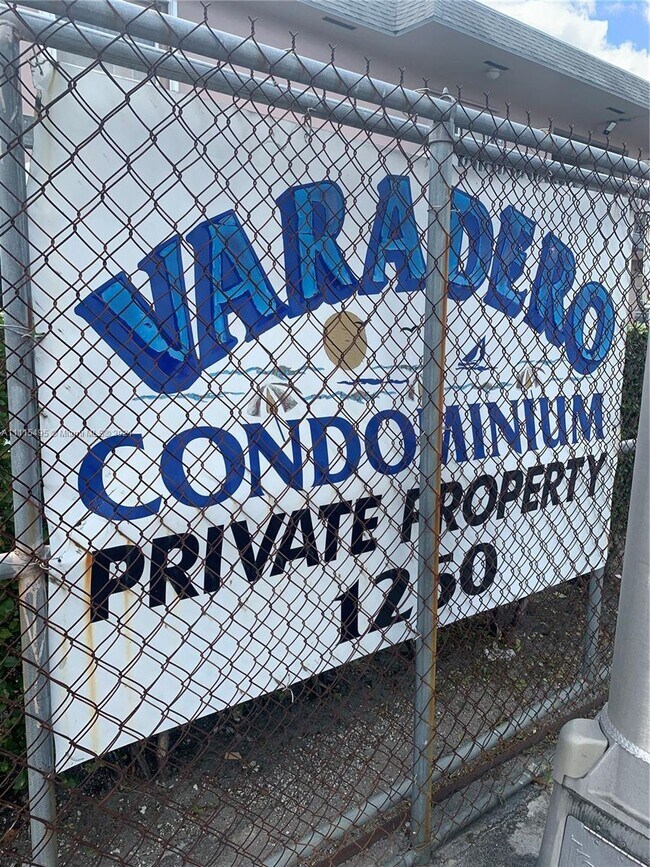 VARADERO
CONDOMINIUM
PRIVATE PROPERTY
1250